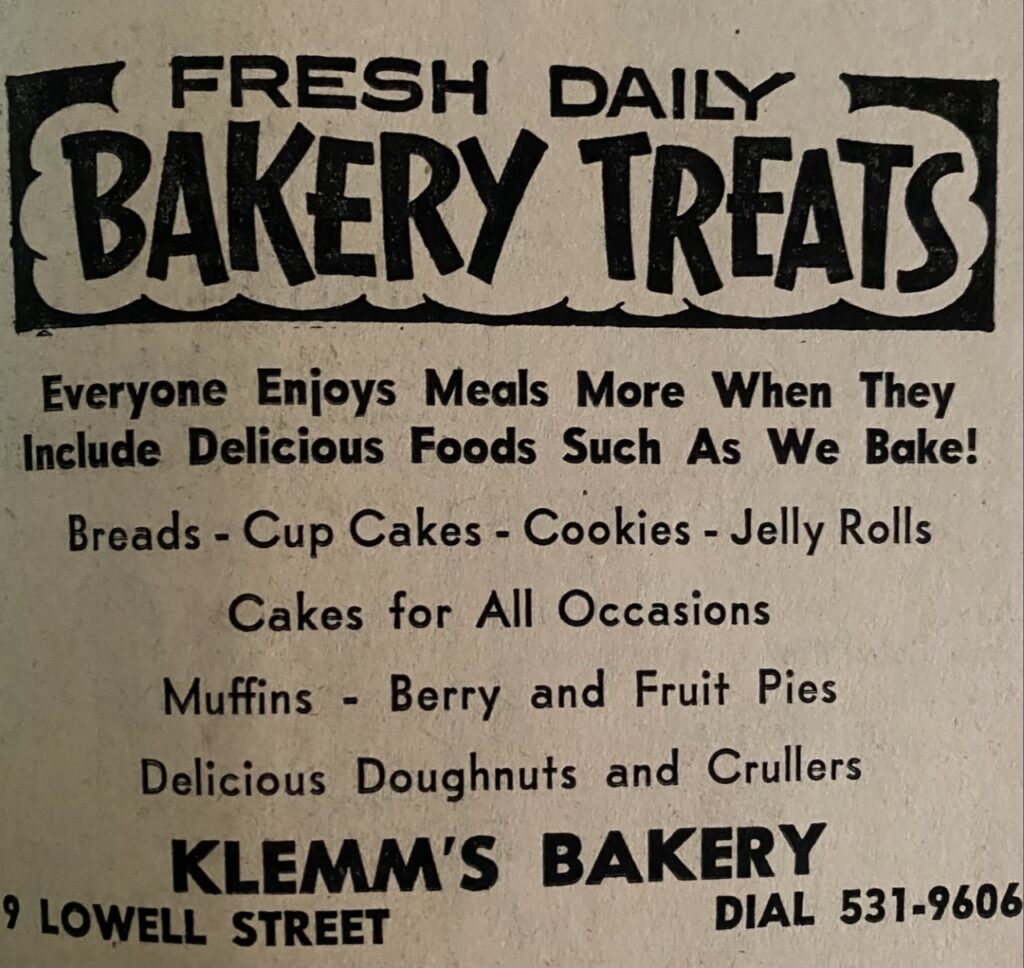 FRESH DAILY
BAKERY TREATS
Everyone Enjoys Meals More When They
Include Delicious Foods Such As We Bake!
Breads - Cup Cakes - Cookies - Jelly Rolls
Cakes for All Occasions
Muffins - Berry and Fruit Pies
Delicious Doughnuts and Crullers
KLEMM'S BAKERY
9 LOWELL STREET DIAL 531-9606